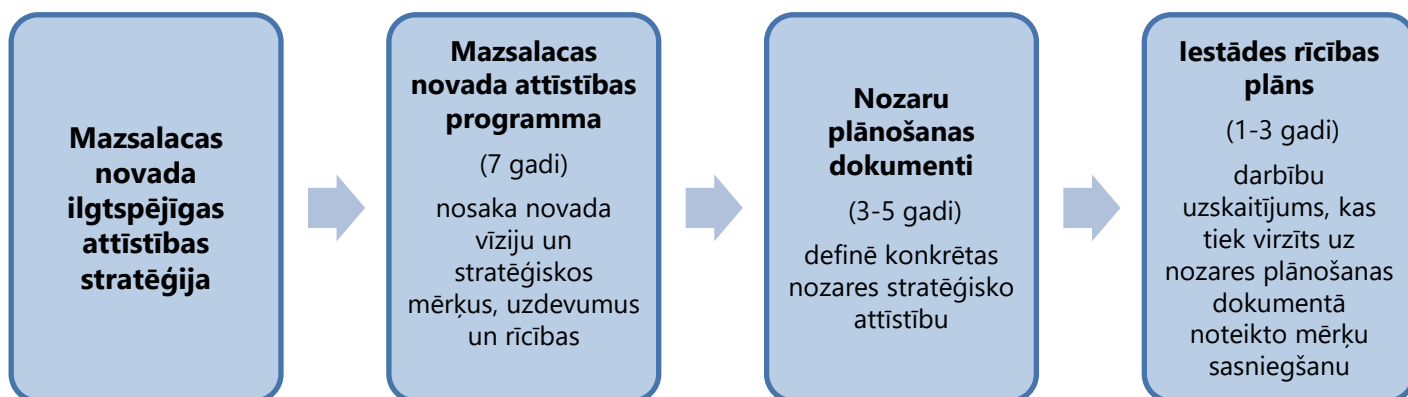 Mazsalacas
novada
ilgtspējīgas
attīstības
stratēģija
Mazsalacas
novada attīstības
programma
(7 gadi)
nosaka novada
vīziju un
stratēģiskos
mērķus, uzdevumus
un rīcības
Nozaru
plānošanas
dokumenti
(3-5 gadi)
definē konkrētas
nozares stratēģisko
attīstību
Iestādes rīcības
plāns
(1-3 gadi)
darbību
uzskaitījums, kas
tiek virzīts uz
nozares plānošanas
dokumentā
noteikto mērķu
sasniegšanu